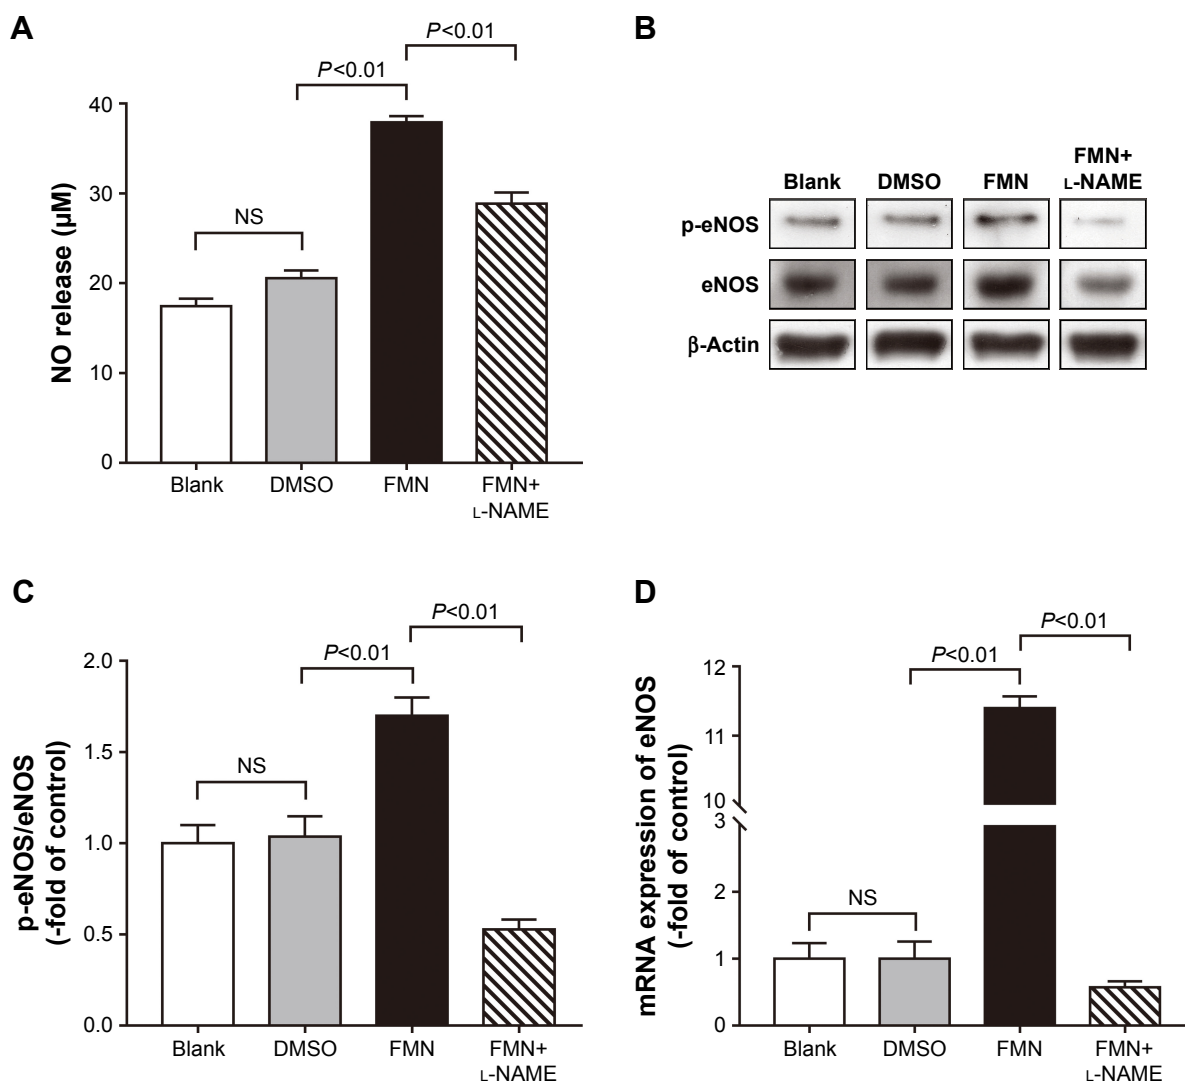 A
P<0.01
P<0.01
NS
NO release (µM)
40
30
20
10
0
Blank DMSO FMN FMN+
L-NAME
B
Blank DMSO FMN FMN+
L-NAME
p-eNOS
eNOS
β-Actin
C
P<0.01
P<0.01
NS
p-eNOS/eNOS
(-fold of control)
2.0
1.5
1.0
0.5
0.0
Blank DMSO FMN FMN+
L-NAME
D
P<0.01
P<0.01
NS
mRNA expression of eNOS
(-fold of control)
12
11
10
3
2
1
0
Blank DMSO FMN FMN+
L-NAME